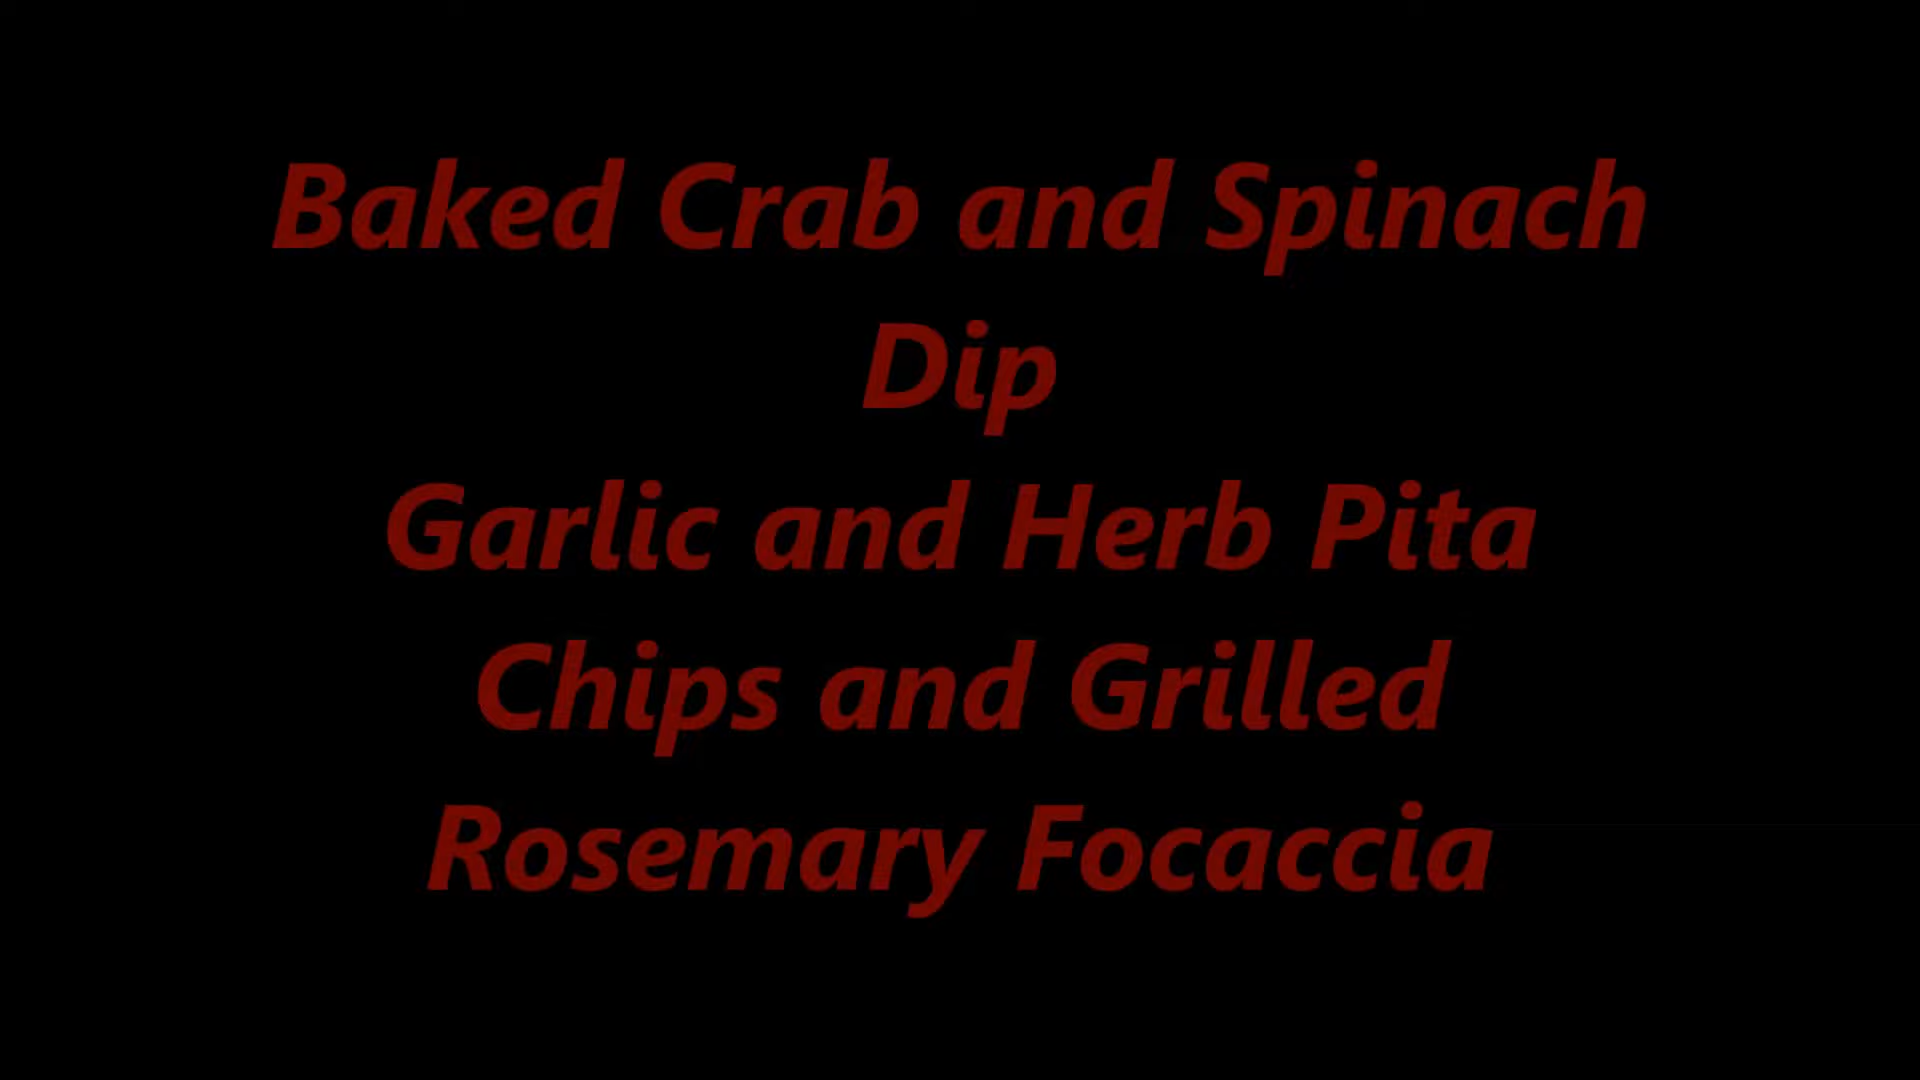 Baked Crab and Spinach
Dip
Garlic and Herb Pita
Chips and Grilled
Rosemary Focaccia